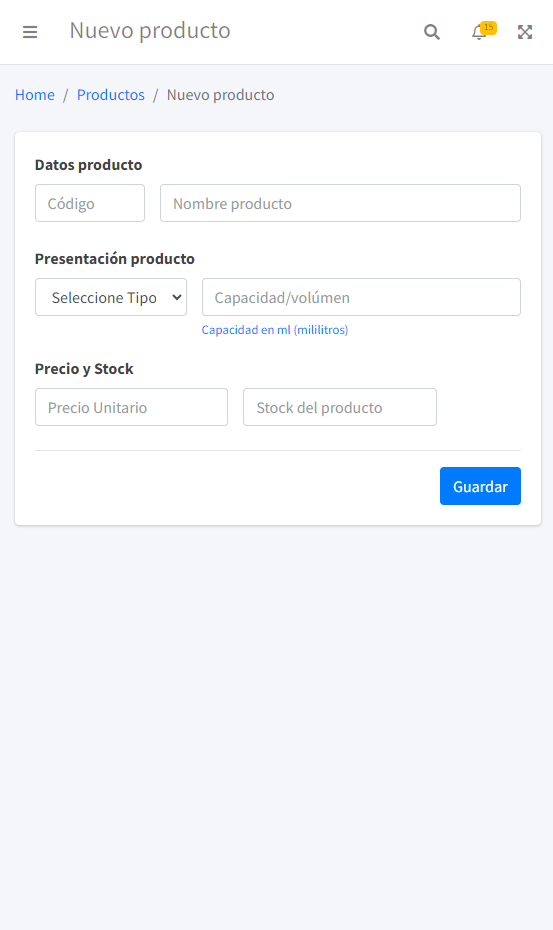 Nuevo producto
15
Home / Productos / Nuevo producto
Datos producto
Código
Nombre producto
Presentación producto
Seleccione Tipo
Capacidad/volúmen
Capacidad en ml (mililitros)
Precio y Stock
Precio Unitario
Stock del producto
Guardar